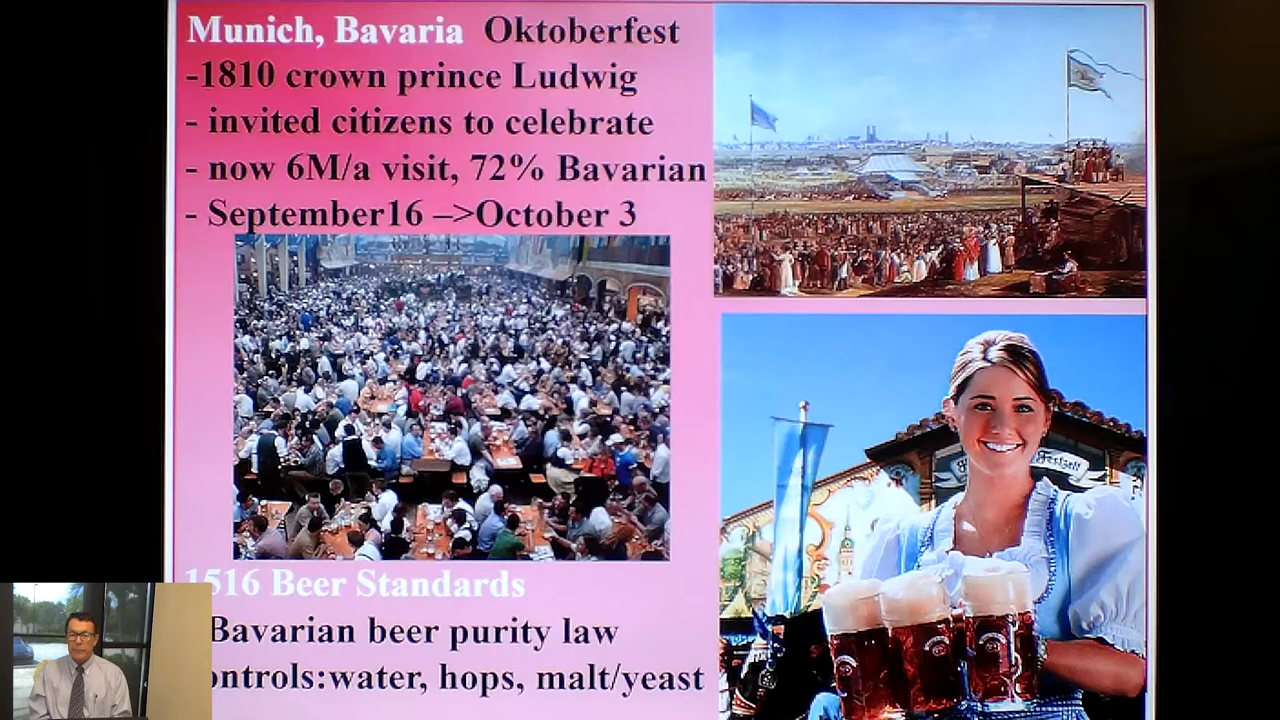 Munich, Bavaria Oktoberfest
-1810 crown prince Ludwig
- invited citizens to celebrate
- now 6M/a visit, 72% Bavarian
- September16 –>October 3
Festzelt
1516 Beer Standards
Bavarian beer purity law
ontrols:water, hops, malt/yeast